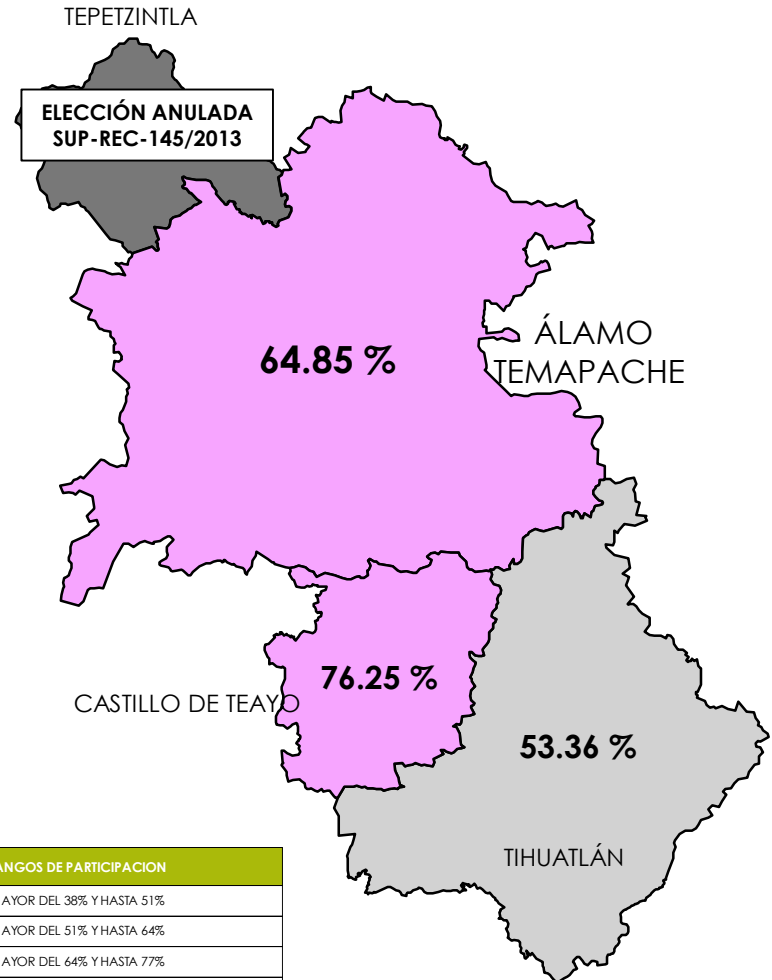 TEPETZINTLA
ELECCIÓN ANULADA
SUP-REC-145/2013
64.85 %
ÁLAMO
TEMAPACHE
76.25 %
CASTILLO DE TEAYO
53.36 %
TIHUATLÁN
ANGOS DE PARTICIPACION
AYOR DEL 38% Y HASTA 51%
AYOR DEL 51% Y HASTA 64%
AYOR DEL 64% Y HASTA 77%